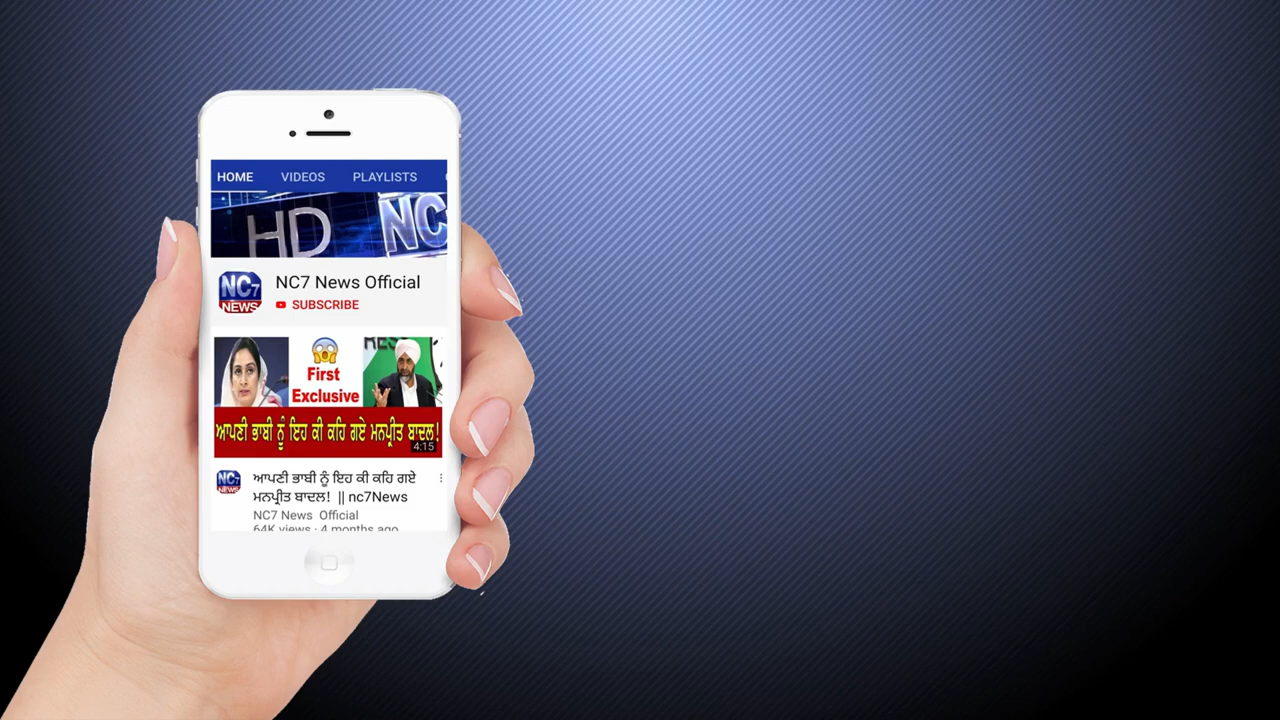 HOME VIDEOS PLAYLISTS
HD NC
NC7 News Official
SUBSCRIBE
NC7
NEWS
First
Exclusive
ਆਪਣੀ ਭਾਬੀ ਨੂੰ ਇਹ ਕੀ ਕਹਿ ਗਏ ਮਨਪ੍ਰੀਤ ਬਾਦਲ!
4:15
NC7
NEWS
ਆਪਣੀ ਭਾਬੀ ਨੂੰ ਇਹ ਕੀ ਕਹਿ ਗਏ
ਮਨਪ੍ਰੀਤ ਬਾਦਲ! || nc7News
NC7 News Official
64K views · 4 months ago